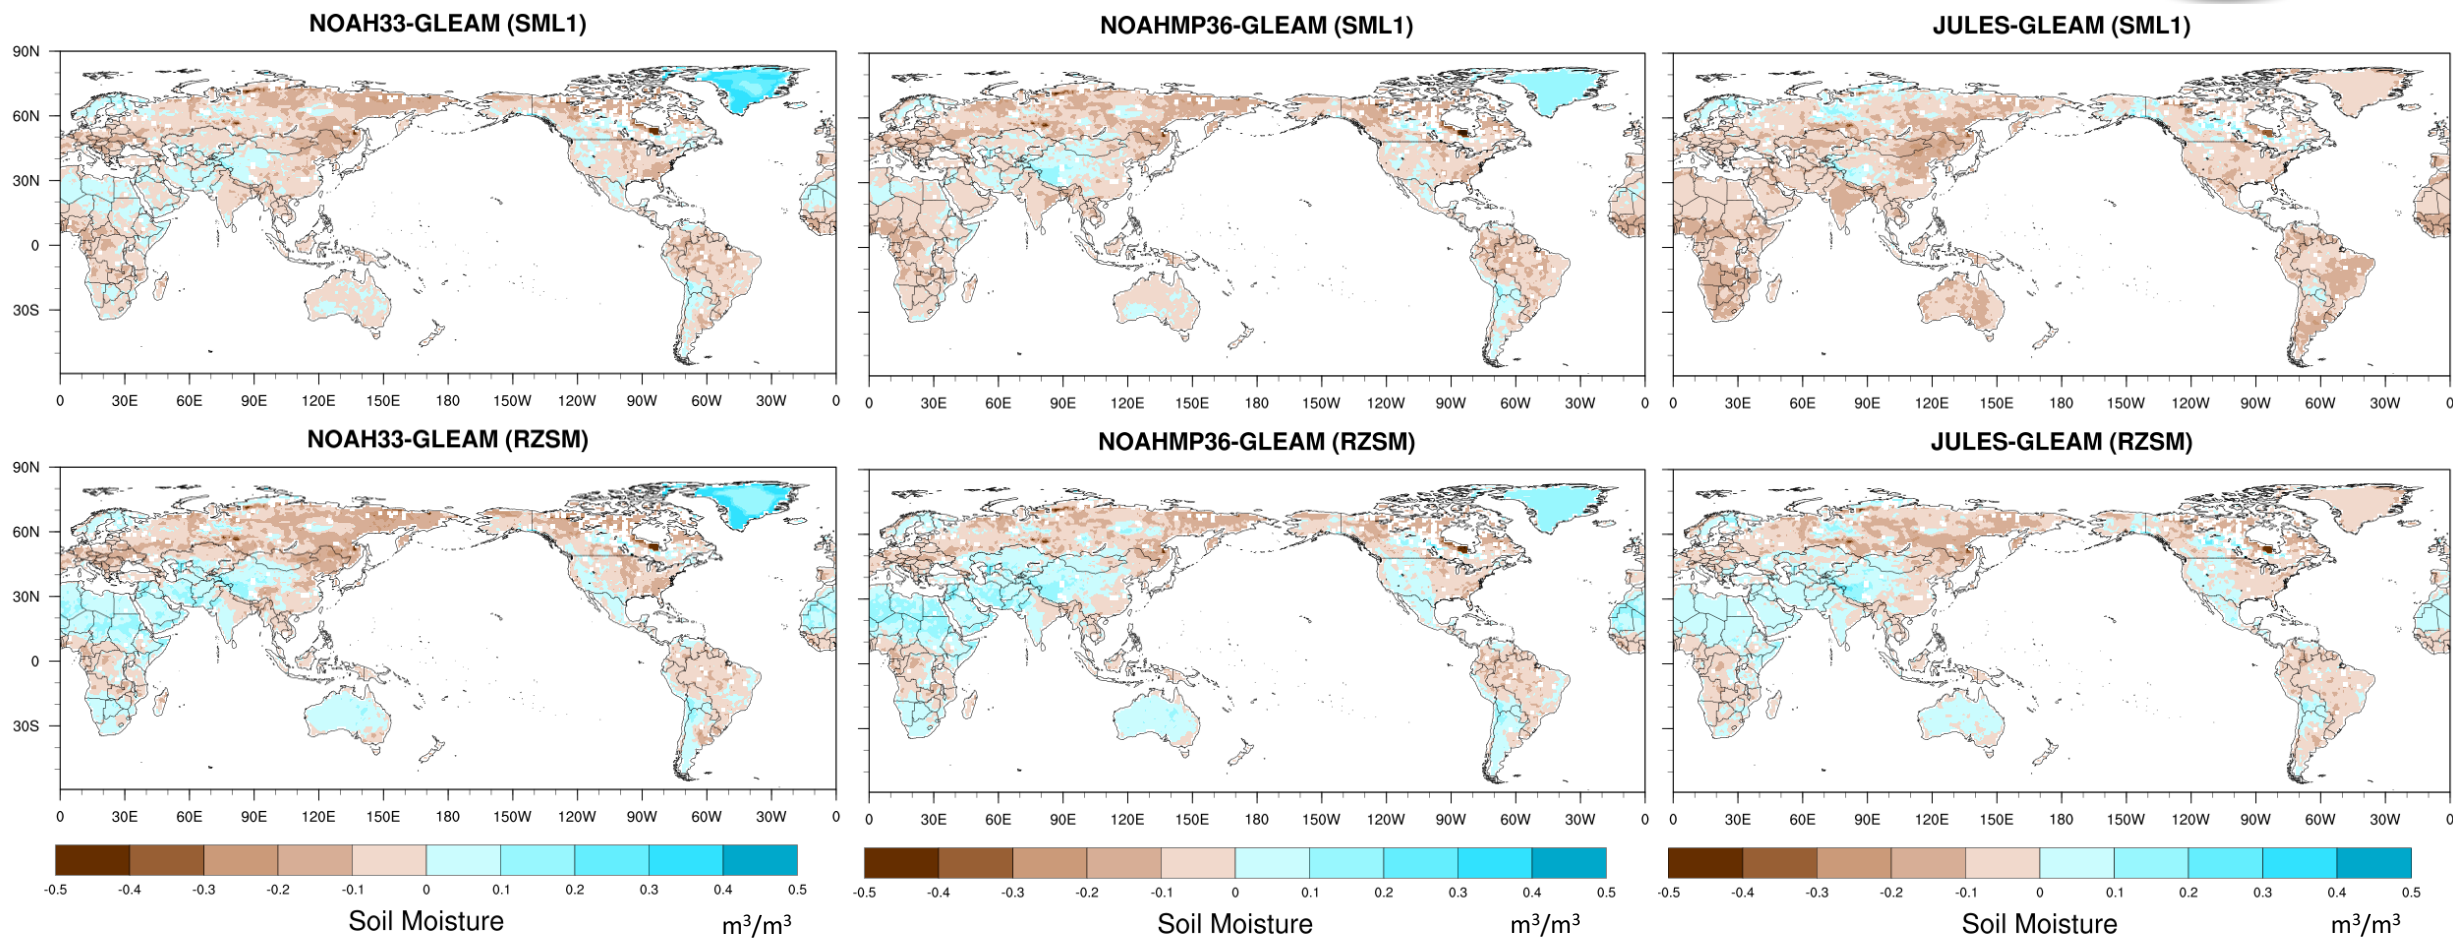 NOAH33-GLEAM (SML1) NOAHMP36-GLEAM (SML1) JULES-GLEAM (SML1)
90N
60N
30N
0
30S
0 30E 60E 90E 120E 150E 180 150W 120W 90W 60W 30W 0 0 30E 60E 90E 120E 150E 180 150W 120W 90W 60W 30W 0 0 30E 60E 90E 120E 150E 180 150W 120W 90W 60W 30W 0
NOAH33-GLEAM (RZSM) NOAHMP36-GLEAM (RZSM) JULES-GLEAM (RZSM)
90N
60N
30N
0
30S
0 30E 60E 90E 120E 150E 180 150W 120W 90W 60W 30W 0 0 30E 60E 90E 120E 150E 180 150W 120W 90W 60W 30W 0 0 30E 60E 90E 120E 150E 180 150W 120W 90W 60W 30W 0
-0.5 -0.4 -0.3 -0.2 -0.1 0 0.1 0.2 0.3 0.4 0.5 -0.5 -0.4 -0.3 -0.2 -0.1 0 0.1 0.2 0.3 0.4 0.5 -0.5 -0.4 -0.3 -0.2 -0.1 0 0.1 0.2 0.3 0.4 0.5
Soil Moisture m³/m³ Soil Moisture m³/m³ Soil Moisture m³/m³